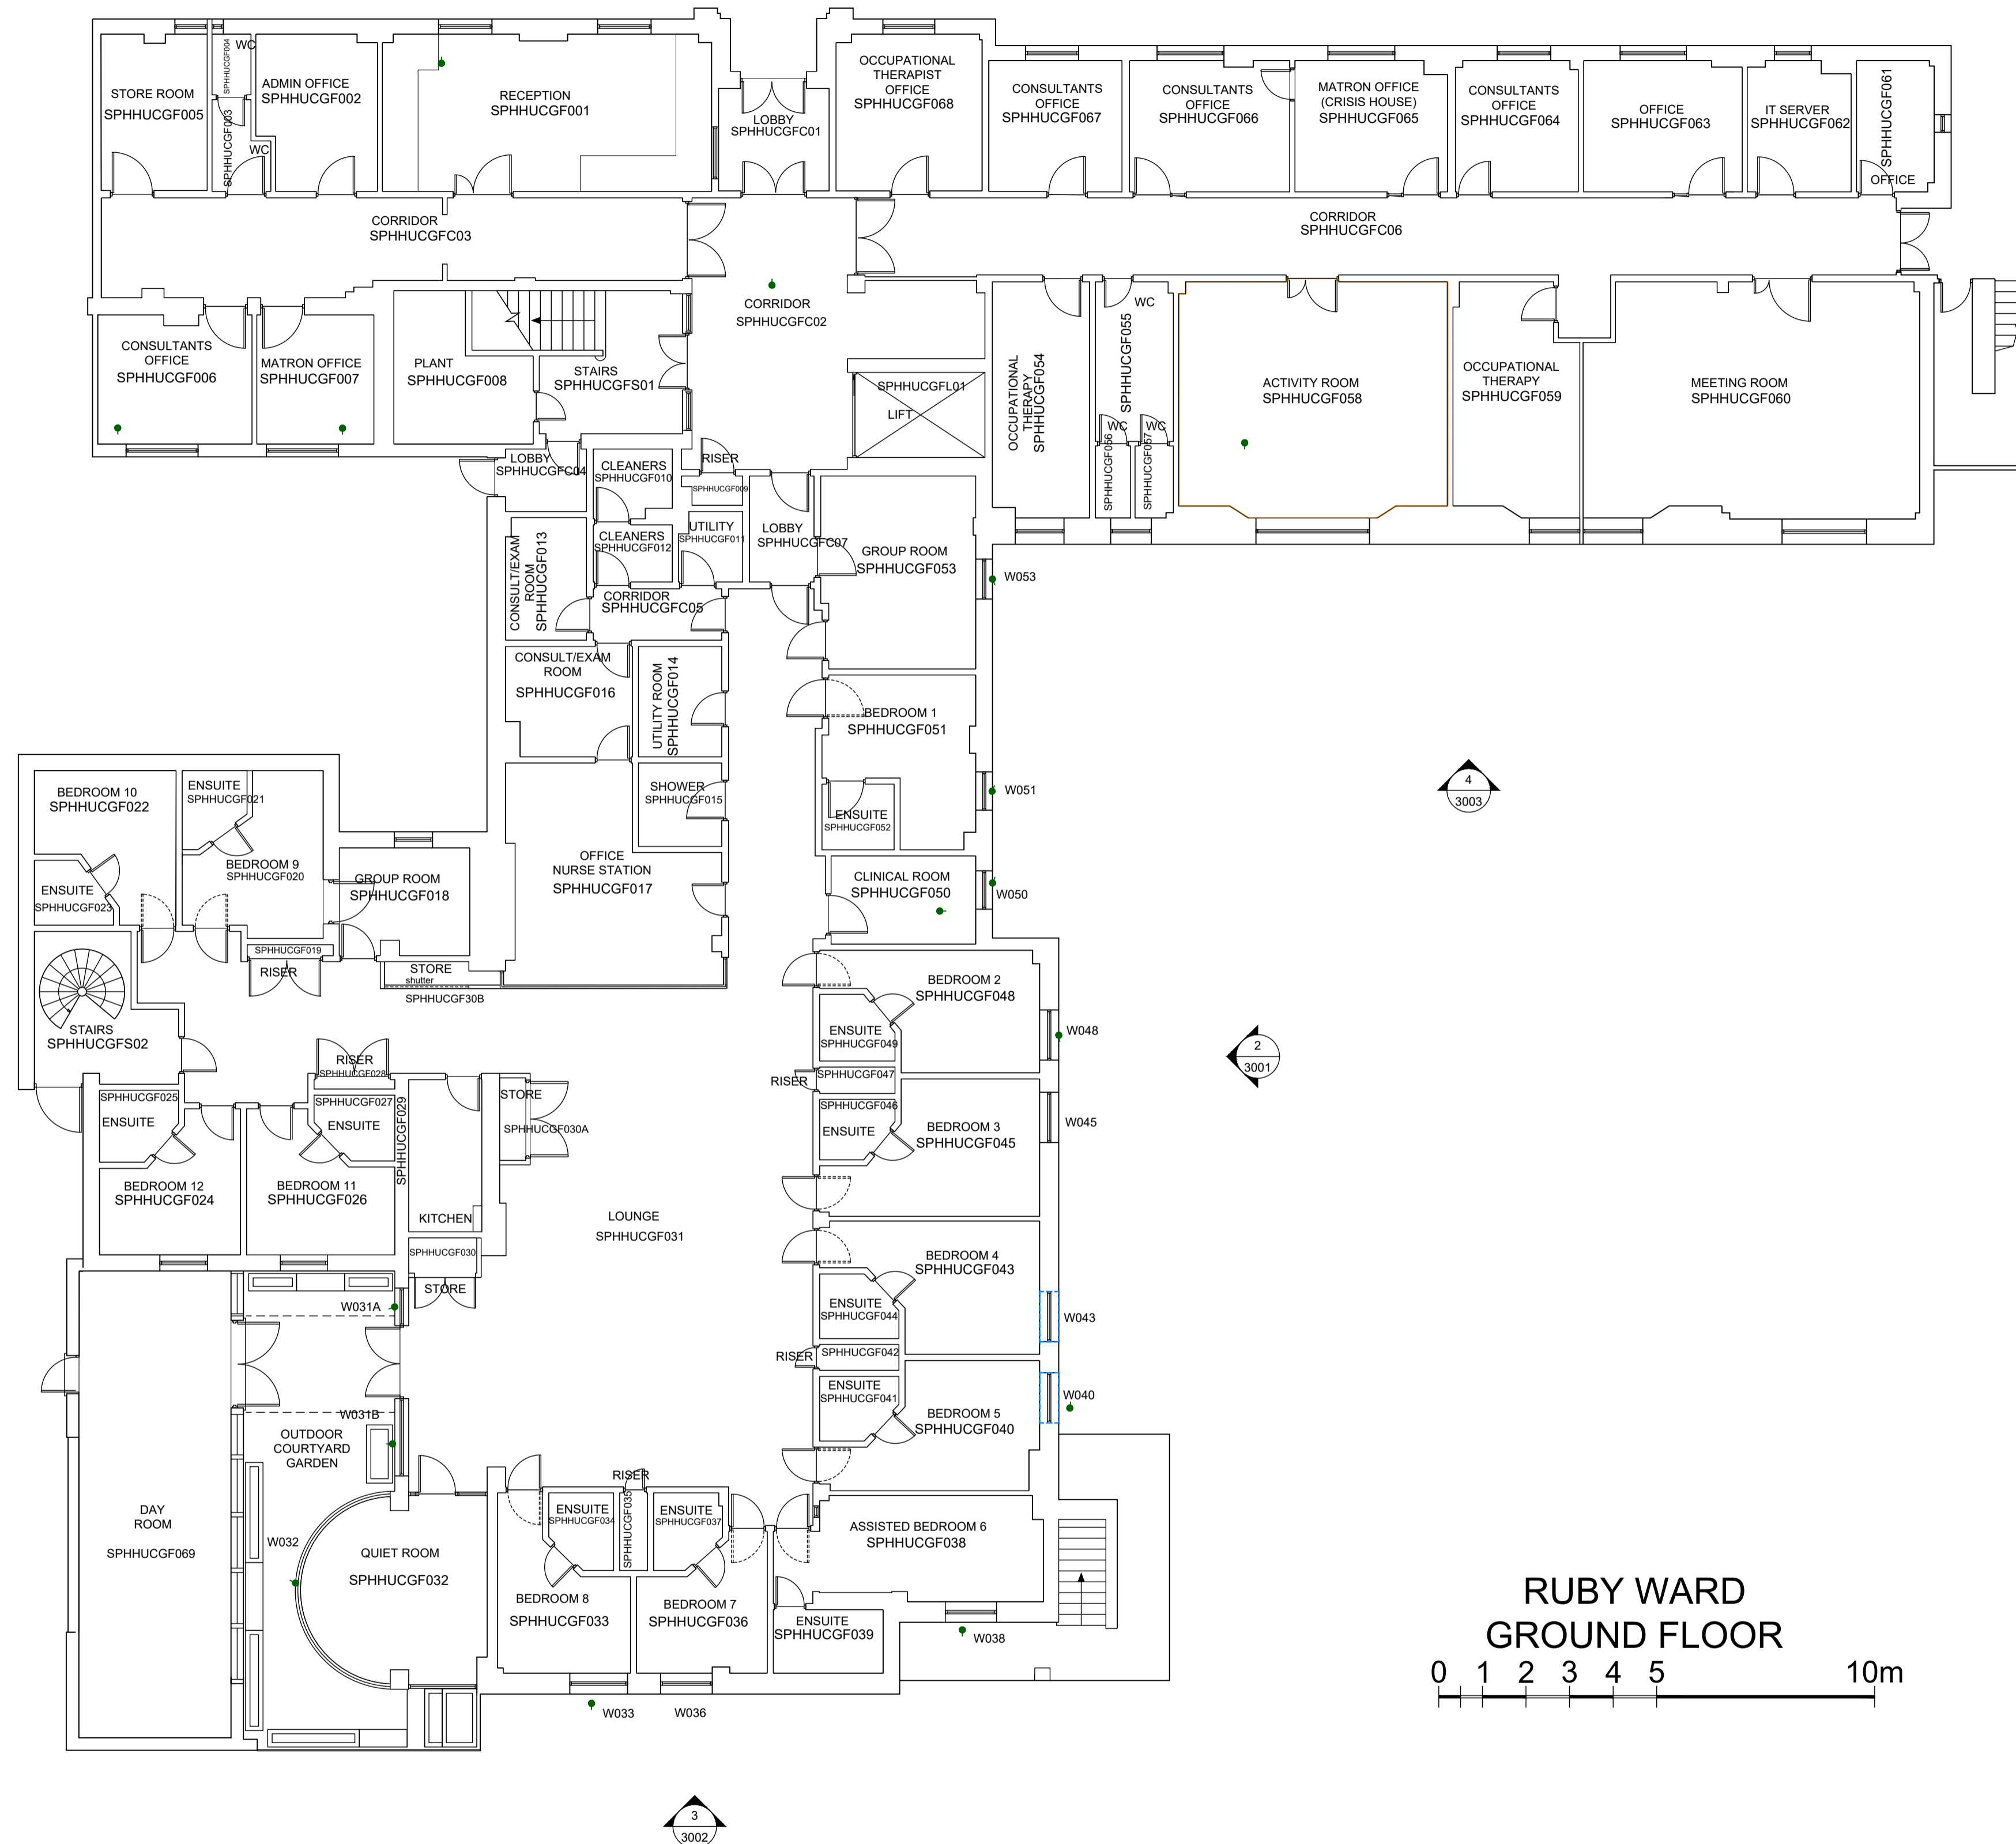 STORE ROOM
SPHHUCGF005
WC
SPHHUCGF004
SPHHUCGF003
WC
ADMIN OFFICE
SPHHUCGF002
RECEPTION
SPHHUCGF001
LOBBY
SPHHUCGFC01
OCCUPATIONAL
THERAPIST
OFFICE
SPHHUCGF068
CONSULTANTS
OFFICE
SPHHUCGF067
CONSULTANTS
OFFICE
SPHHUCGF066
MATRON OFFICE
(CRISIS HOUSE)
SPHHUCGF065
CONSULTANTS
OFFICE
SPHHUCGF064
OFFICE
SPHHUCGF063
IT SERVER
SPHHUCGF062
SPHHUCGF061
OFFICE
CORRIDOR
SPHHUCGFC03
CORRIDOR
SPHHUCGFC06
CORRIDOR
SPHHUCGFC02
CONSULTANTS
OFFICE
SPHHUCGF006
MATRON OFFICE
SPHHUCGF007
PLANT
SPHHUCGF008
STAIRS
SPHHUCGFS01
SPHHUCGFL01
LIFT
OCCUPATIONAL
THERAPY
SPHHUCGF054
WC
SPHHUCGF055
WC
WC
SPHHUCGF056
SPHHUCGF057
ACTIVITY ROOM
SPHHUCGF058
OCCUPATIONAL
THERAPY
SPHHUCGF059
MEETING ROOM
SPHHUCGF060
LOBBY
SPHHUCGFC04
CLEANERS
SPHHUCGF010
RISER
SPHHUCGF009
CLEANERS
SPHHUCGF012
UTILITY
SPHHUCGF011
LOBBY
SPHHUCGFC07
GROUP ROOM
SPHHUCGF053
W053
CONSULT/EXAM
ROOM
SPHHUCGF013
CORRIDOR
SPHHUCGFC05
CONSULT/EXAM
ROOM
SPHHUCGF016
UTILITY ROOM
SPHHUCGF014
BEDROOM 1
SPHHUCGF051
W051
ENSUITE
SPHHUCGF052
SHOWER
SPHHUCGF015
4
3003
BEDROOM 10
SPHHUCGF022
ENSUITE
SPHHUCGF021
BEDROOM 9
SPHHUCGF020
ENSUITE
SPHHUCGF023
GROUP ROOM
SPHHUCGF018
OFFICE
NURSE STATION
SPHHUCGF017
CLINICAL ROOM
SPHHUCGF050
W050
SPHHUCGF019
RISER
STORE
shutter
SPHHUCGF30B
BEDROOM 2
SPHHUCGF048
W048
ENSUITE
SPHHUCGF049
STAIRS
SPHHUCGFS02
RISER
SPHHUCGF028
RISER
SPHHUCGF047
2
3001
SPHHUCGF025
ENSUITE
SPHHUCGF027
ENSUITE
SPHHUCGF029
STORE
SPHHUCGF030A
SPHHUCGF046
ENSUITE
BEDROOM 3
SPHHUCGF045
W045
BEDROOM 12
SPHHUCGF024
BEDROOM 11
SPHHUCGF026
KITCHEN
LOUNGE
SPHHUCGF031
SPHHUCGF030
STORE
BEDROOM 4
SPHHUCGF043
W043
ENSUITE
SPHHUCGF044
W031A
RISER
SPHHUCGF042
ENSUITE
SPHHUCGF041
BEDROOM 5
SPHHUCGF040
W040
W031B
OUTDOOR
COURTYARD
GARDEN
DAY
ROOM
SPHHUCGF069
W032
QUIET ROOM
SPHHUCGF032
RISER
ENSUITE
SPHHUCGF034
SPHHUCGF035
ENSUITE
SPHHUCGF037
ASSISTED BEDROOM 6
SPHHUCGF038
BEDROOM 8
SPHHUCGF033
BEDROOM 7
SPHHUCGF036
ENSUITE
SPHHUCGF039
W038
W033
W036
RUBY WARD
GROUND FLOOR
0 1 2 3 4 5 10m
3
3002